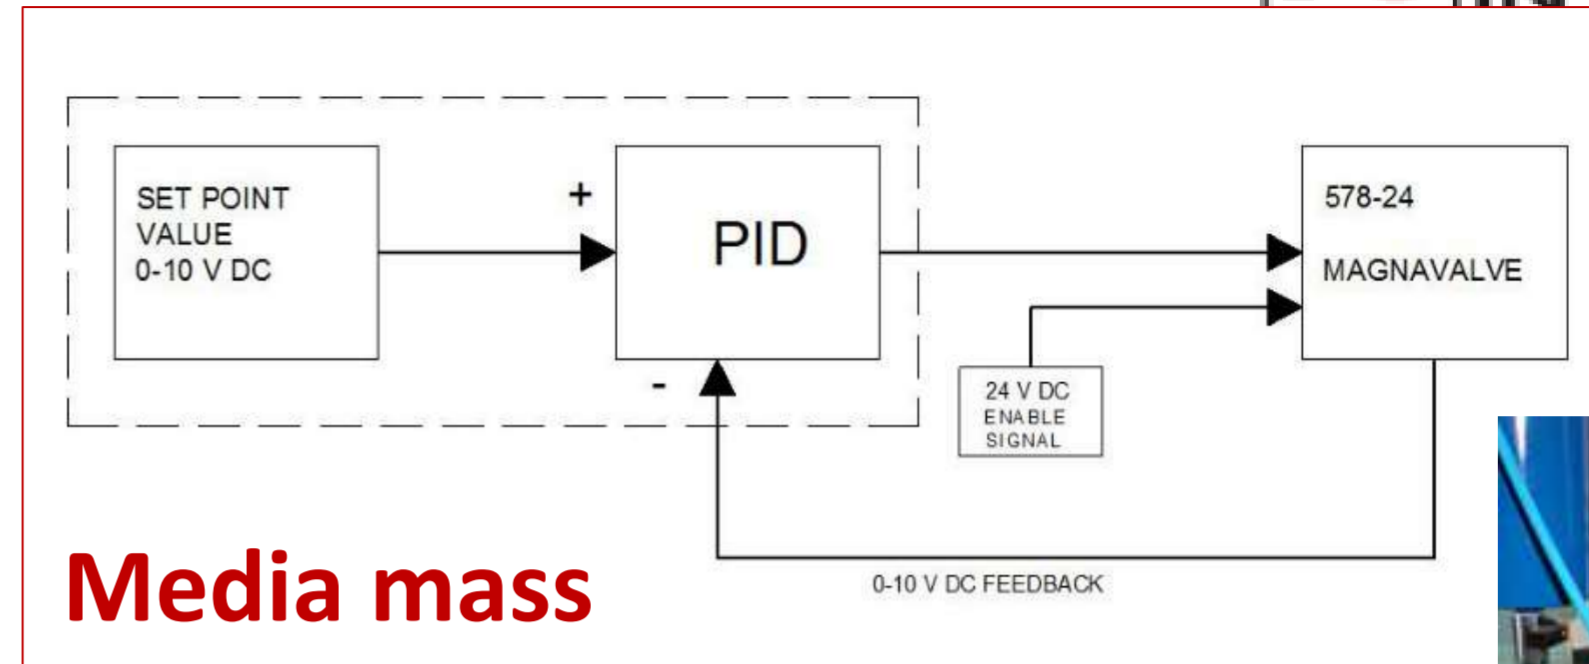 SET POINT
VALUE
0-10 V DC
+
PID
-
578-24
MAGNAVALVE
24 V DC
ENABLE
SIGNAL
0-10 V DC FEEDBACK
Media mass